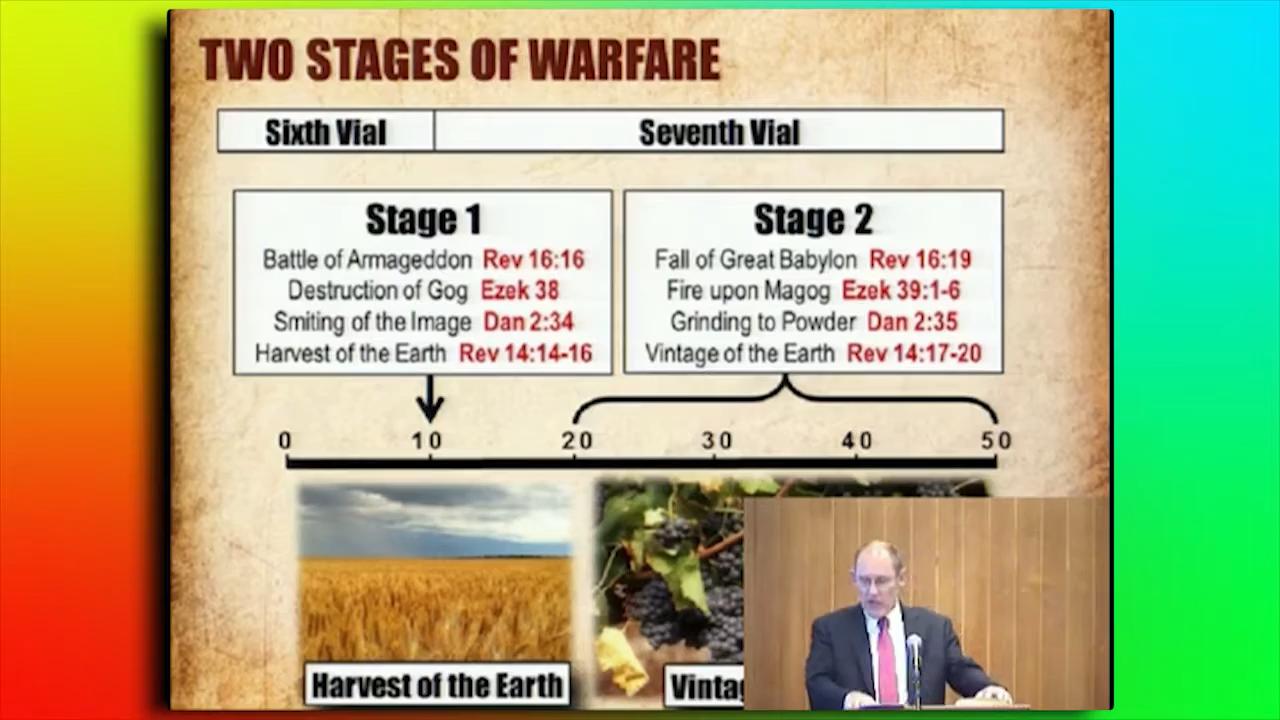 TWO STAGES OF WARFARE
Sixth Vial
Seventh Vial
Stage 1
Battle of Armageddon Rev 16:16
Destruction of Gog Ezek 38
Smiting of the Image Dan 2:34
Harvest of the Earth Rev 14:14-16
Stage 2
Fall of Great Babylon Rev 16:19
Fire upon Magog Ezek 39:1-6
Grinding to Powder Dan 2:35
Vintage of the Earth Rev 14:17-20
0 10 20 30 40 50
Harvest of the Earth